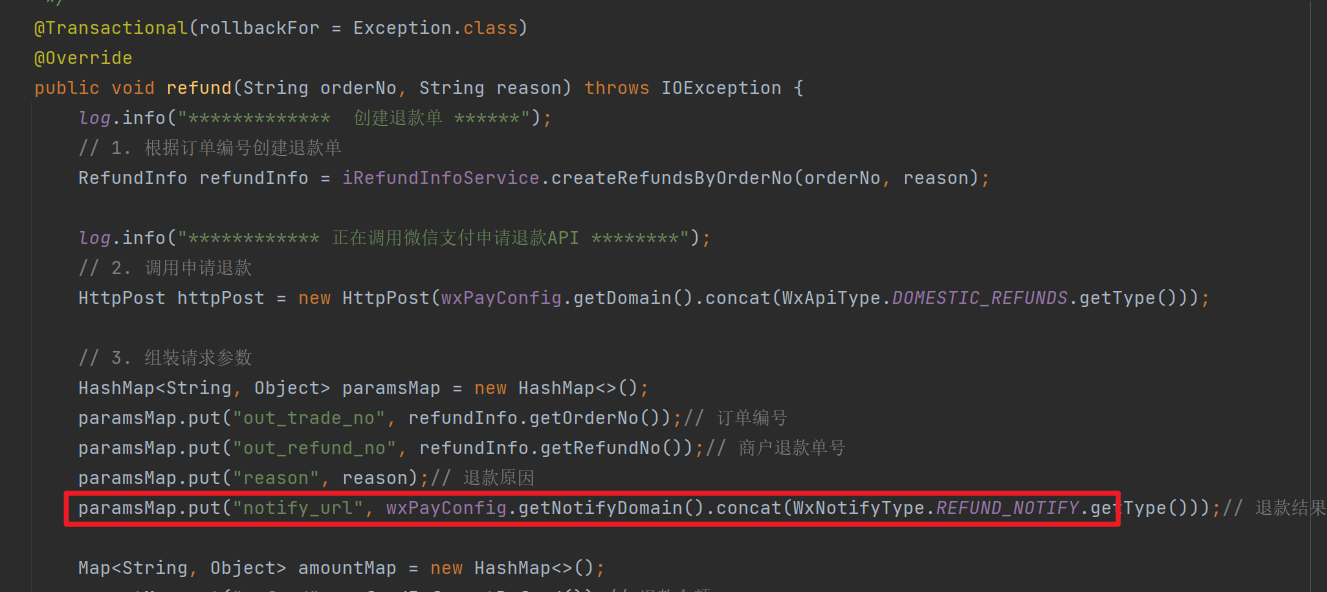 */
@Transactional(rollbackFor = Exception.class)
@Override
public void refund(String orderNo, String reason) throws IOException {
log.info("*************  创建退款单 ******");
// 1. 根据订单编号创建退款单
RefundInfo refundInfo = iRefundInfoService.createRefundsByOrderNo(orderNo, reason);
log.info("************ 正在调用微信支付申请退款API ********");
// 2. 调用申请退款
HttpPost httpPost = new HttpPost(wxPayConfig.getDomain().concat(WxApiType.DOMESTIC_REFUNDS.getType()));
// 3. 组装请求参数
HashMap<String, Object> paramsMap = new HashMap<>();
paramsMap.put("out_trade_no", refundInfo.getOrderNo());// 订单编号
paramsMap.put("out_refund_no", refundInfo.getRefundNo());// 商户退款单号
paramsMap.put("reason", reason);// 退款原因
paramsMap.put("notify_url", wxPayConfig.getNotifyDomain().concat(WxNotifyType.REFUND_NOTIFY.getType()));// 退款结果
Map<String, Object> amountMap = new HashMap<>();